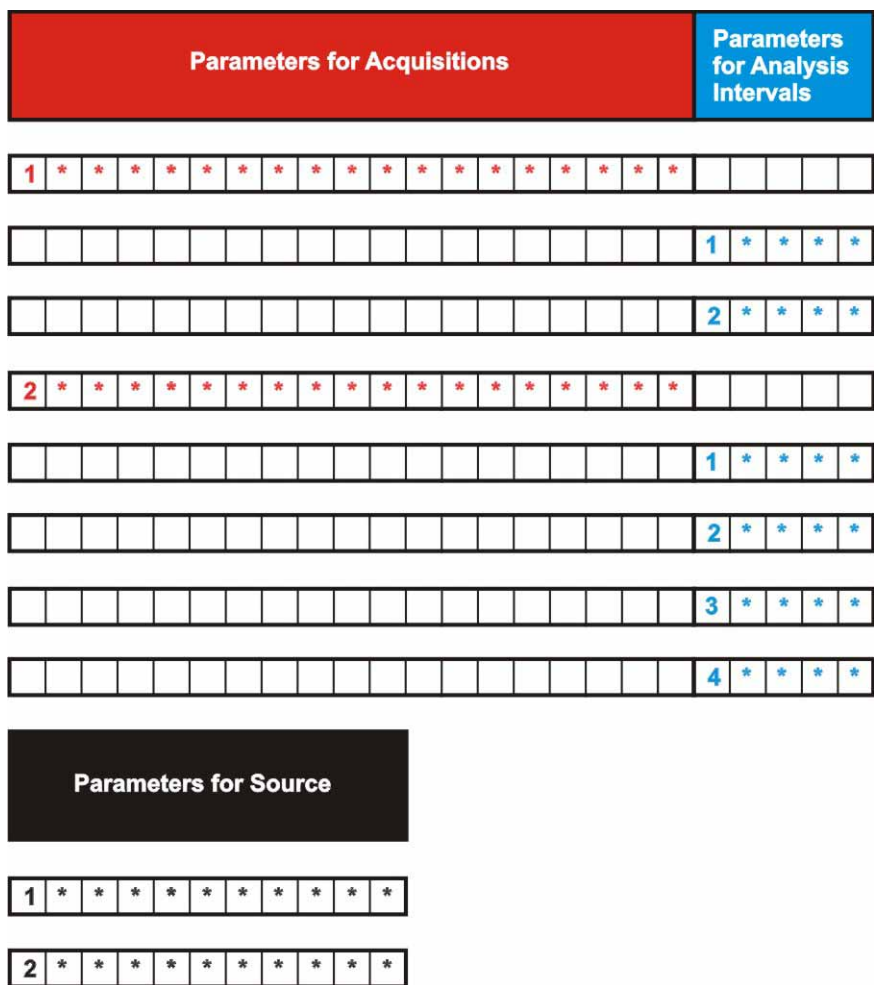 Parameters for Acquisitions
Parameters
for Analysis
Intervals
1 * * * * * * * * * * * * * * * * * *
1 * * * *
2 * * * *
2 * * * * * * * * * * * * * * * * * *
1 * * * *
2 * * * *
3 * * * *
4 * * * *
Parameters for Source
1 * * * * * * * * * *
2 * * * * * * * * * *